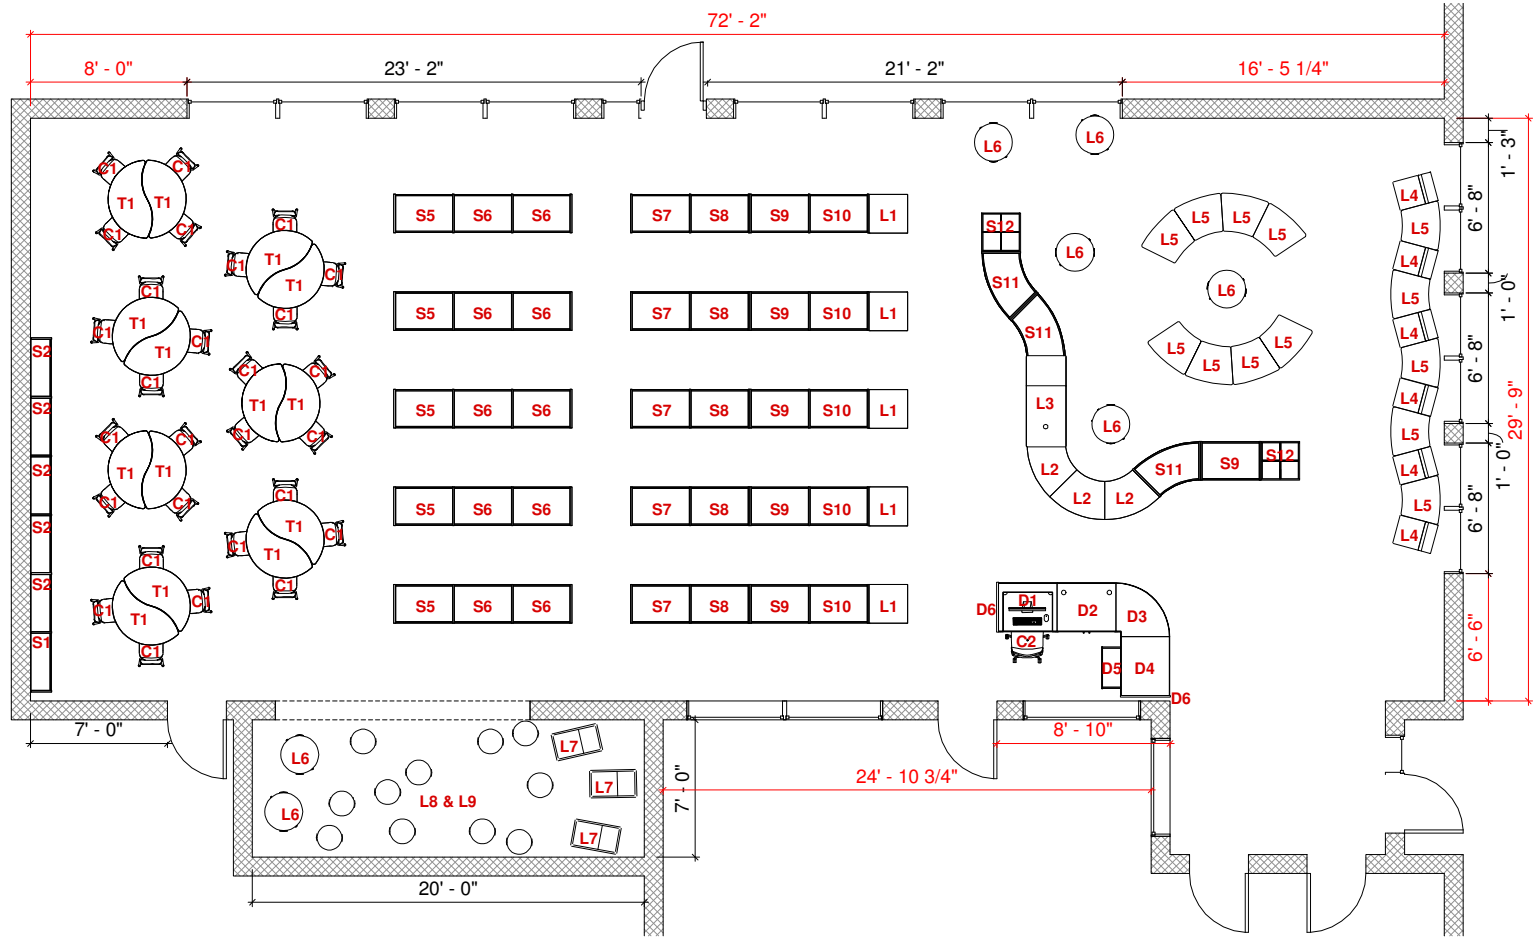 72' - 2"
8' - 0" 23' - 2" 21' - 2" 16' - 5 1/4"
L6 L6
1' - 3"
C1 C1
T1 T1
C1 C1
S5 S6 S6 S7 S8 S9 S10 L1
L4
6' - 8"
L5 L5 L5 L5
L5
C1
S12
C1 T1 C1
T1
C1
L6
L4
S11
L6
L5
1' - 0"
C1
S5 S6 S6 S7 S8 S9 S10 L1
S11
L4
C1 T1 C1
T1
C1
S2
L5 L5 L5 L5
L5
6' - 8"
C1 C1
T1 T1
C1 C1
S2
S5 S6 S6 S7 S8 S9 S10 L1
L3
L4
29' - 9"
L6
L5
C1 C1
T1 T1
C1 C1
S2
L2 L2 L2 S11 S9 S12
L4
1' - 0"
C1
S5 S6 S6 S7 S8 S9 S10 L1
L5
6' - 8"
S2
C1 T1 C1
T1
C1
L4
C1
S2
C1 T1 C1
T1
C1
S5 S6 S6 S7 S8 S9 S10 L1
D6 D1 D2 D3
C2
D5 D4
D6
6' - 6"
S1
7' - 0"
8' - 10"
L6
L7
24' - 10 3/4"
L7
L8 & L9
7' - 0"
L6
L7
20' - 0"